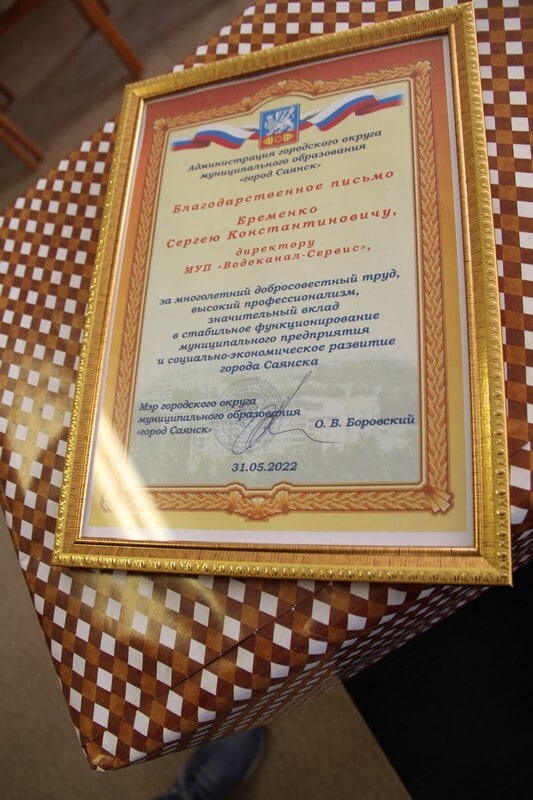 Администрация городского округа
муниципального образования
«город Саянск»
Благодарственное письмо
Еременко
Сергею Константиновичу,
директору
МУП «Водоканал-Сервис»,
за многолетний добросовестный труд,
высокий профессионализм,
значительный вклад
в стабильное функционирование
муниципального предприятия
и социально-экономическое развитие
города Саянска
Мэр городского округа
муниципального образования
«город Саянск»
О. В. Боровский
31.05.2022